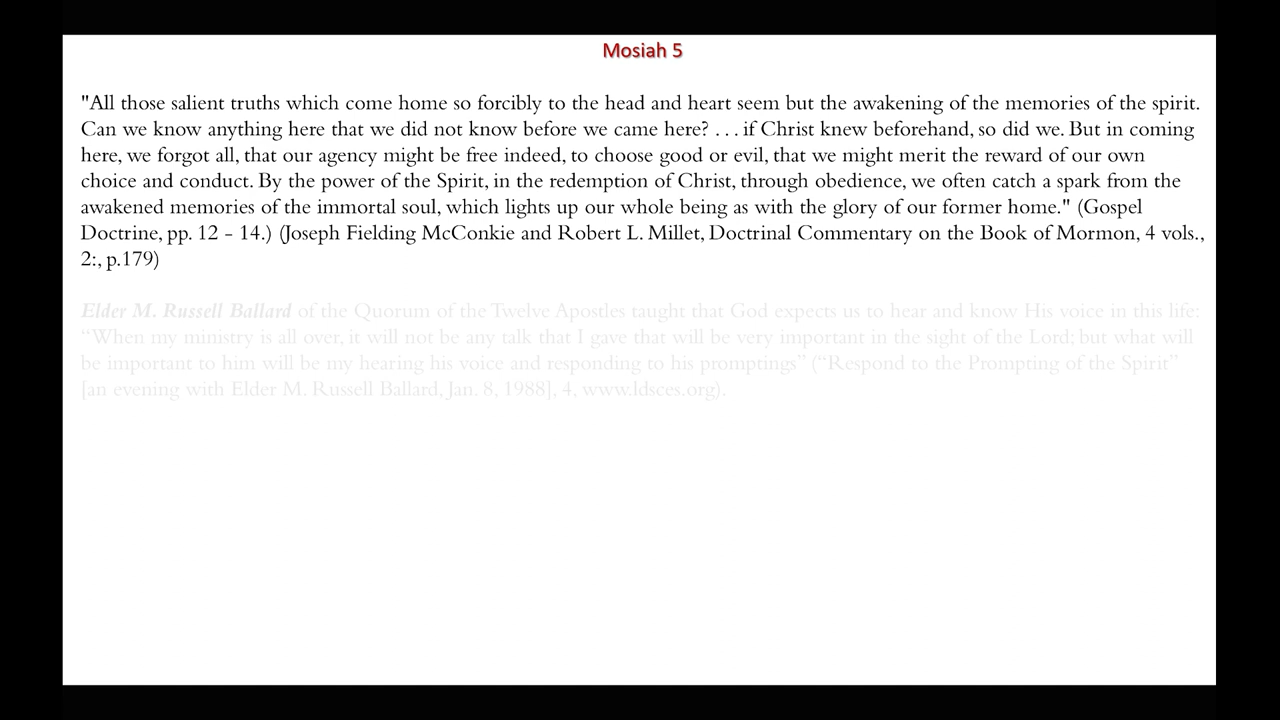 Mosiah 5
"All those salient truths which come home so forcibly to the head and heart seem but the awakening of the memories of the spirit.
Can we know anything here that we did not know before we came here? . . . if Christ knew beforehand, so did we. But in coming
here, we forgot all, that our agency might be free indeed, to choose good or evil, that we might merit the reward of our own
choice and conduct. By the power of the Spirit, in the redemption of Christ, through obedience, we often catch a spark from the
awakened memories of the immortal soul, which lights up our whole being as with the glory of our former home." (Gospel
Doctrine, pp. 12 - 14.) (Joseph Fielding McConkie and Robert L. Millet, Doctrinal Commentary on the Book of Mormon, 4 vols.,
2:, p.179)
Elder M. Russell Ballard of the Quorum of the Twelve Apostles taught that God expects us to hear and know His voice in this life:
“When my ministry is all over, it will not be any talk that I gave that will be very important in the sight of the Lord; but what will
be important to him will be my hearing his voice and responding to his promptings” (“Respond to the Prompting of the Spirit”
[an evening with Elder M. Russell Ballard, Jan. 8, 1988], 4, www.ldsces.org).